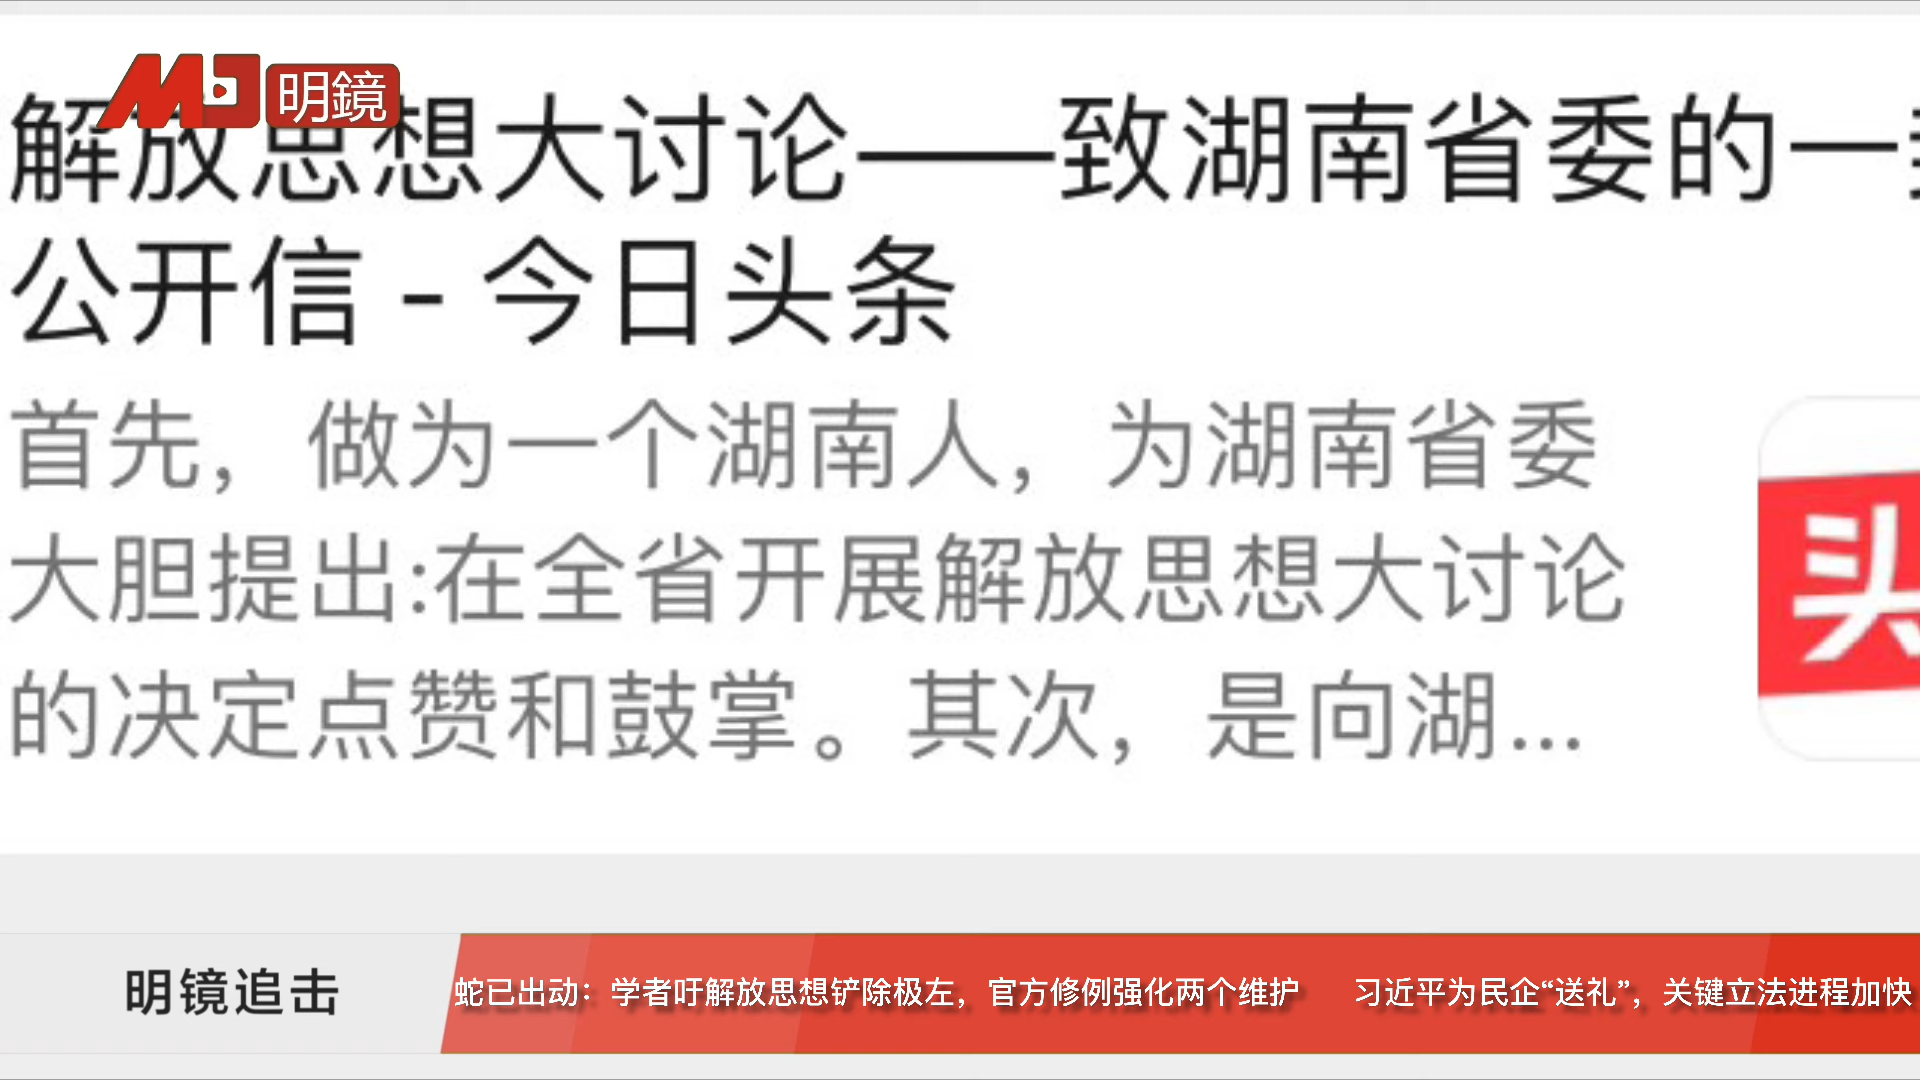 明鏡
解放思想大讨论——致湖南省委的一
公开信 - 今日头条
首先，做为一个湖南人，为湖南省委
大胆提出:在全省开展解放思想大讨论
的决定点赞和鼓掌。其次，是向湖...
头
明镜追击
蛇已出动：学者吁解放思想铲除极左，官方修例强化两个维护 习近平为民企“送礼”，关键立法进程加快